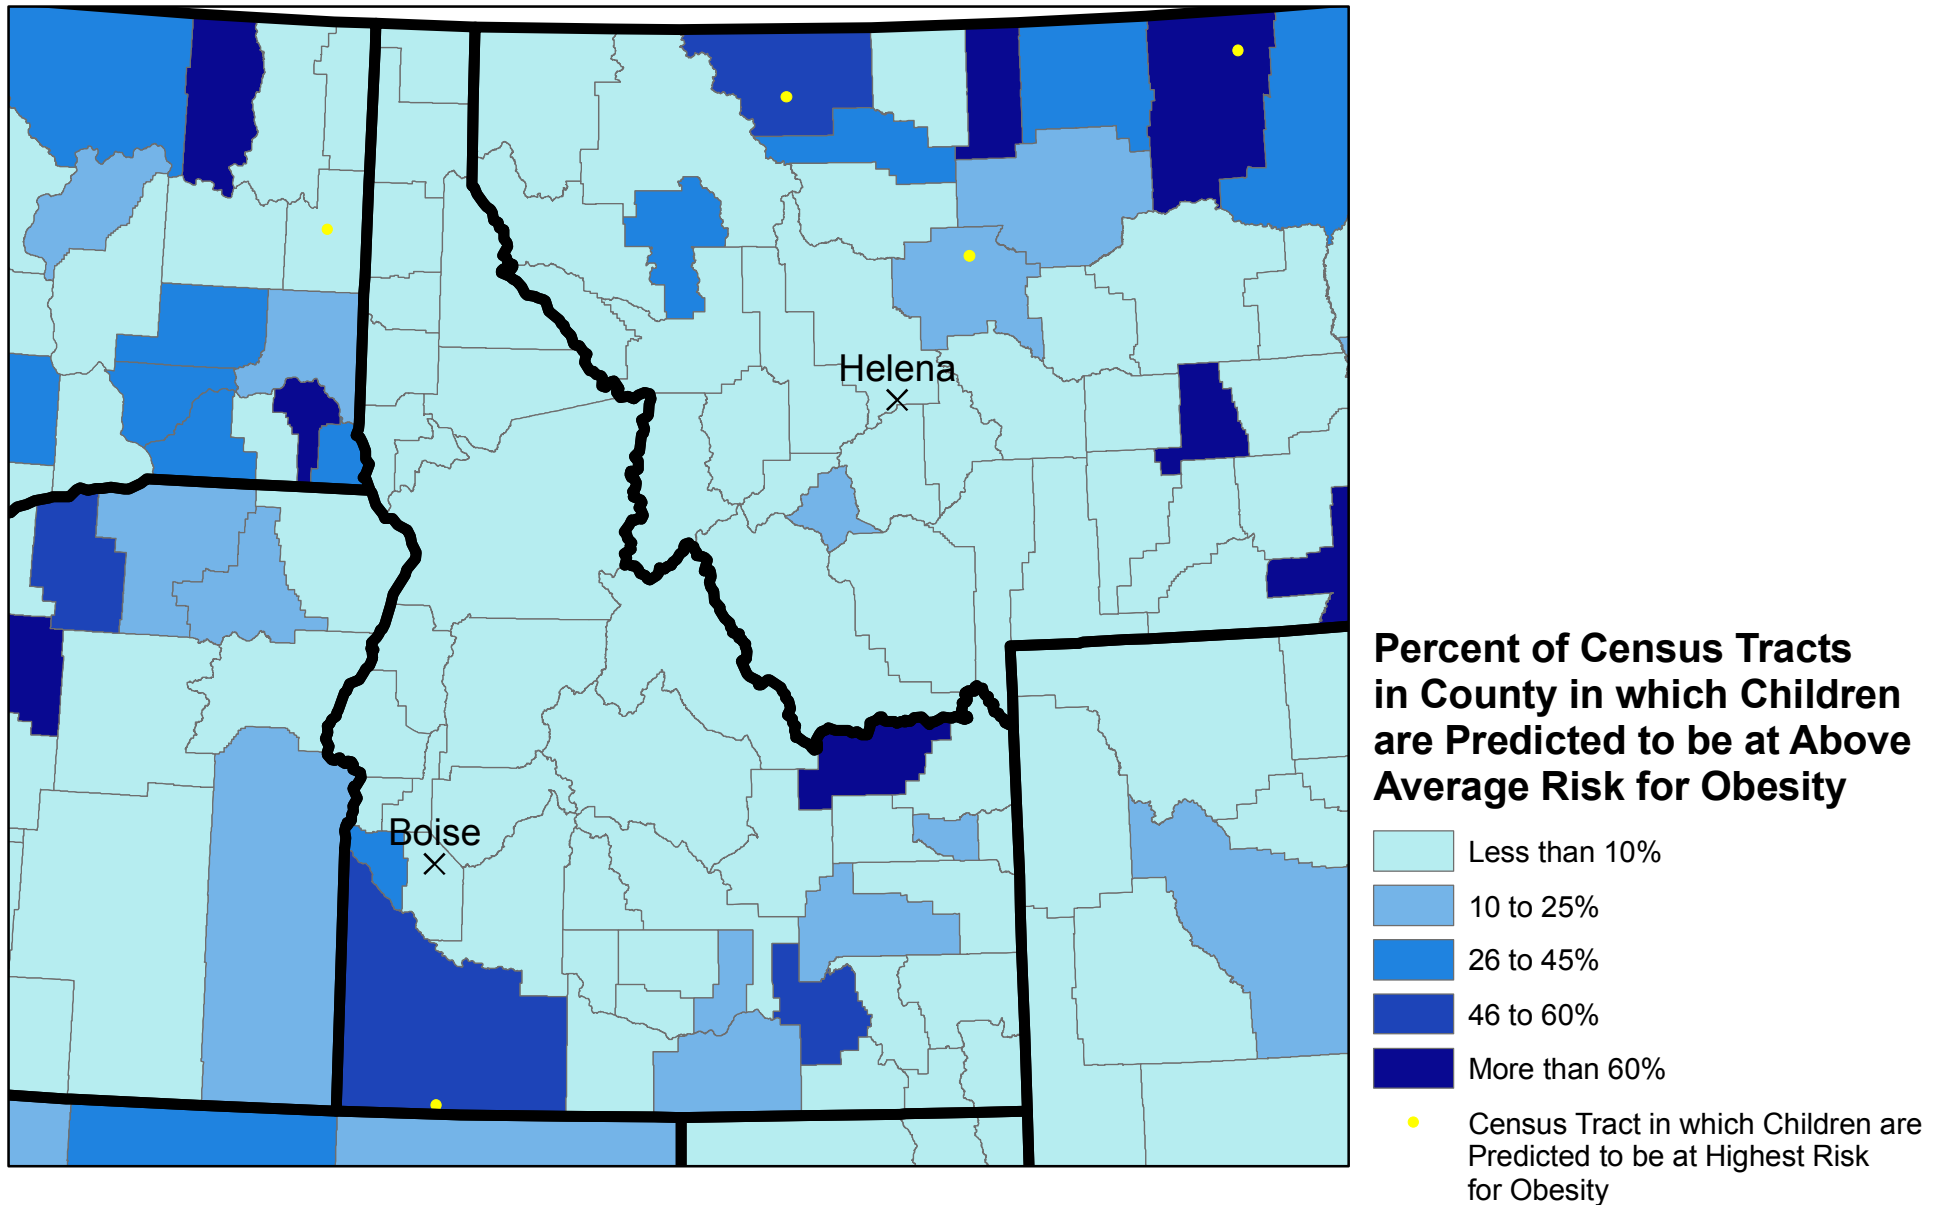 Helena
Boise
Percent of Census Tracts
in County in which Children
are Predicted to be at Above
Average Risk for Obesity
Less than 10%
10 to 25%
26 to 45%
46 to 60%
More than 60%
Census Tract in which Children are
Predicted to be at Highest Risk
for Obesity